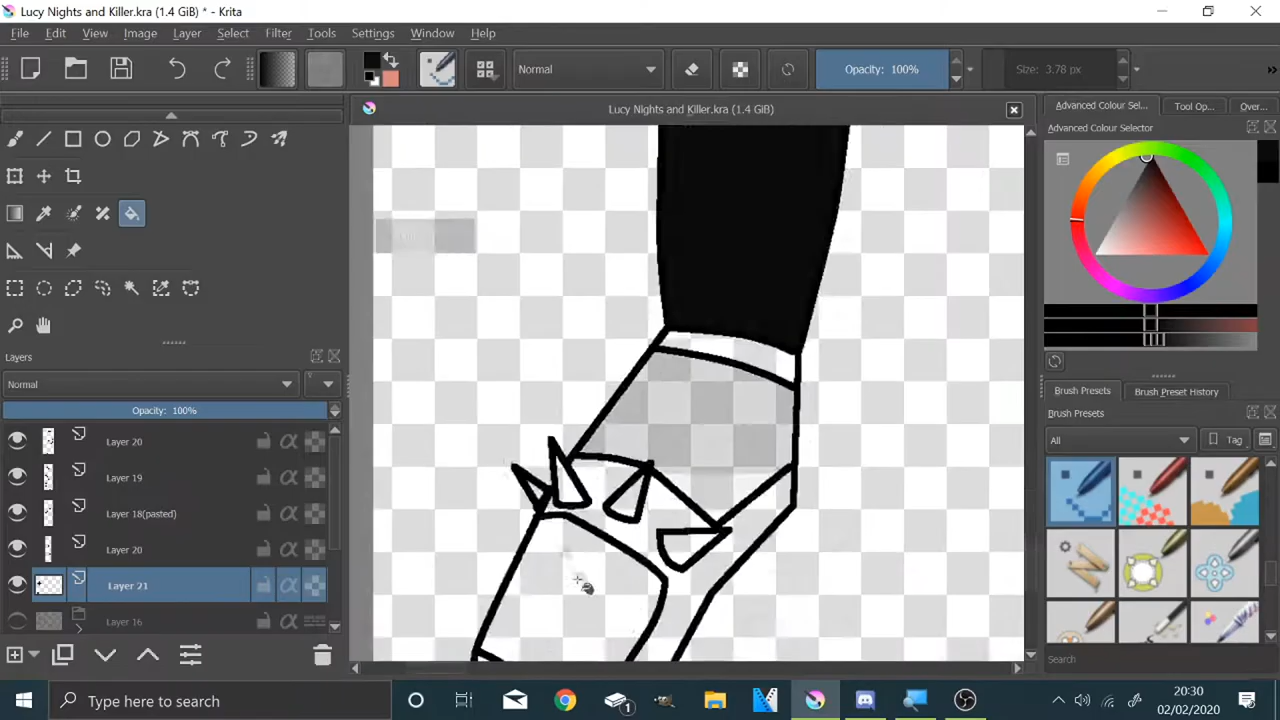 Lucy Nights and Killer.kra (1.4 GiB) * - Krita
File Edit View Image Layer Select Filter Tools Settings Window Help
Normal
Opacity: 100%
Size: 3.78 px
Lucy Nights and Killer.kra (1.4 GiB)
Advanced Colour Sel...
Tool Op...
Over...
Advanced Colour Selector
Layers
Normal
Opacity: 100%
Layer 20
Layer 19
Layer 18(pasted)
Layer 20
Layer 21
Layer 16
Brush Presets
Brush Preset History
Brush Presets
All
Tag
Search
Type here to search
1
20:30
02/02/2020